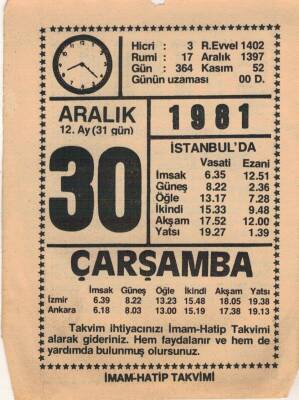 Hicri : 3 R.Evvel 1402
Rumi : 17 Aralık 1397
Gün : 364 Kasım 52
Günün uzaması 00 D.
ARALIK
12. Ay (31 gün)
30
1981
İSTANBUL'DA
Vasati Ezani
Imsak 6.35 12.51
Güneş 8.22 2.36
Öğle 13.17 7.28
İkindi 15.33 9.48
Akşam 17.52 12.00
Yatsı 19.27 1.39
ÇARŞAMBA
İmsak Güneş Öğle İkindi Akşam Yatsı
İzmir 6.39 8.22 13.23 15.48 18.05 19.38
Ankara 6.18 8.03 13.00 15.19 17.38 19.13
Takvim ihtiyacınızı İmam-Hatip Takvimi
alarak gideriniz. Hem faydalanır ve hem de
yardımda bulunmuş olursunuz.
İMAM-HATİP TAKVİMİ